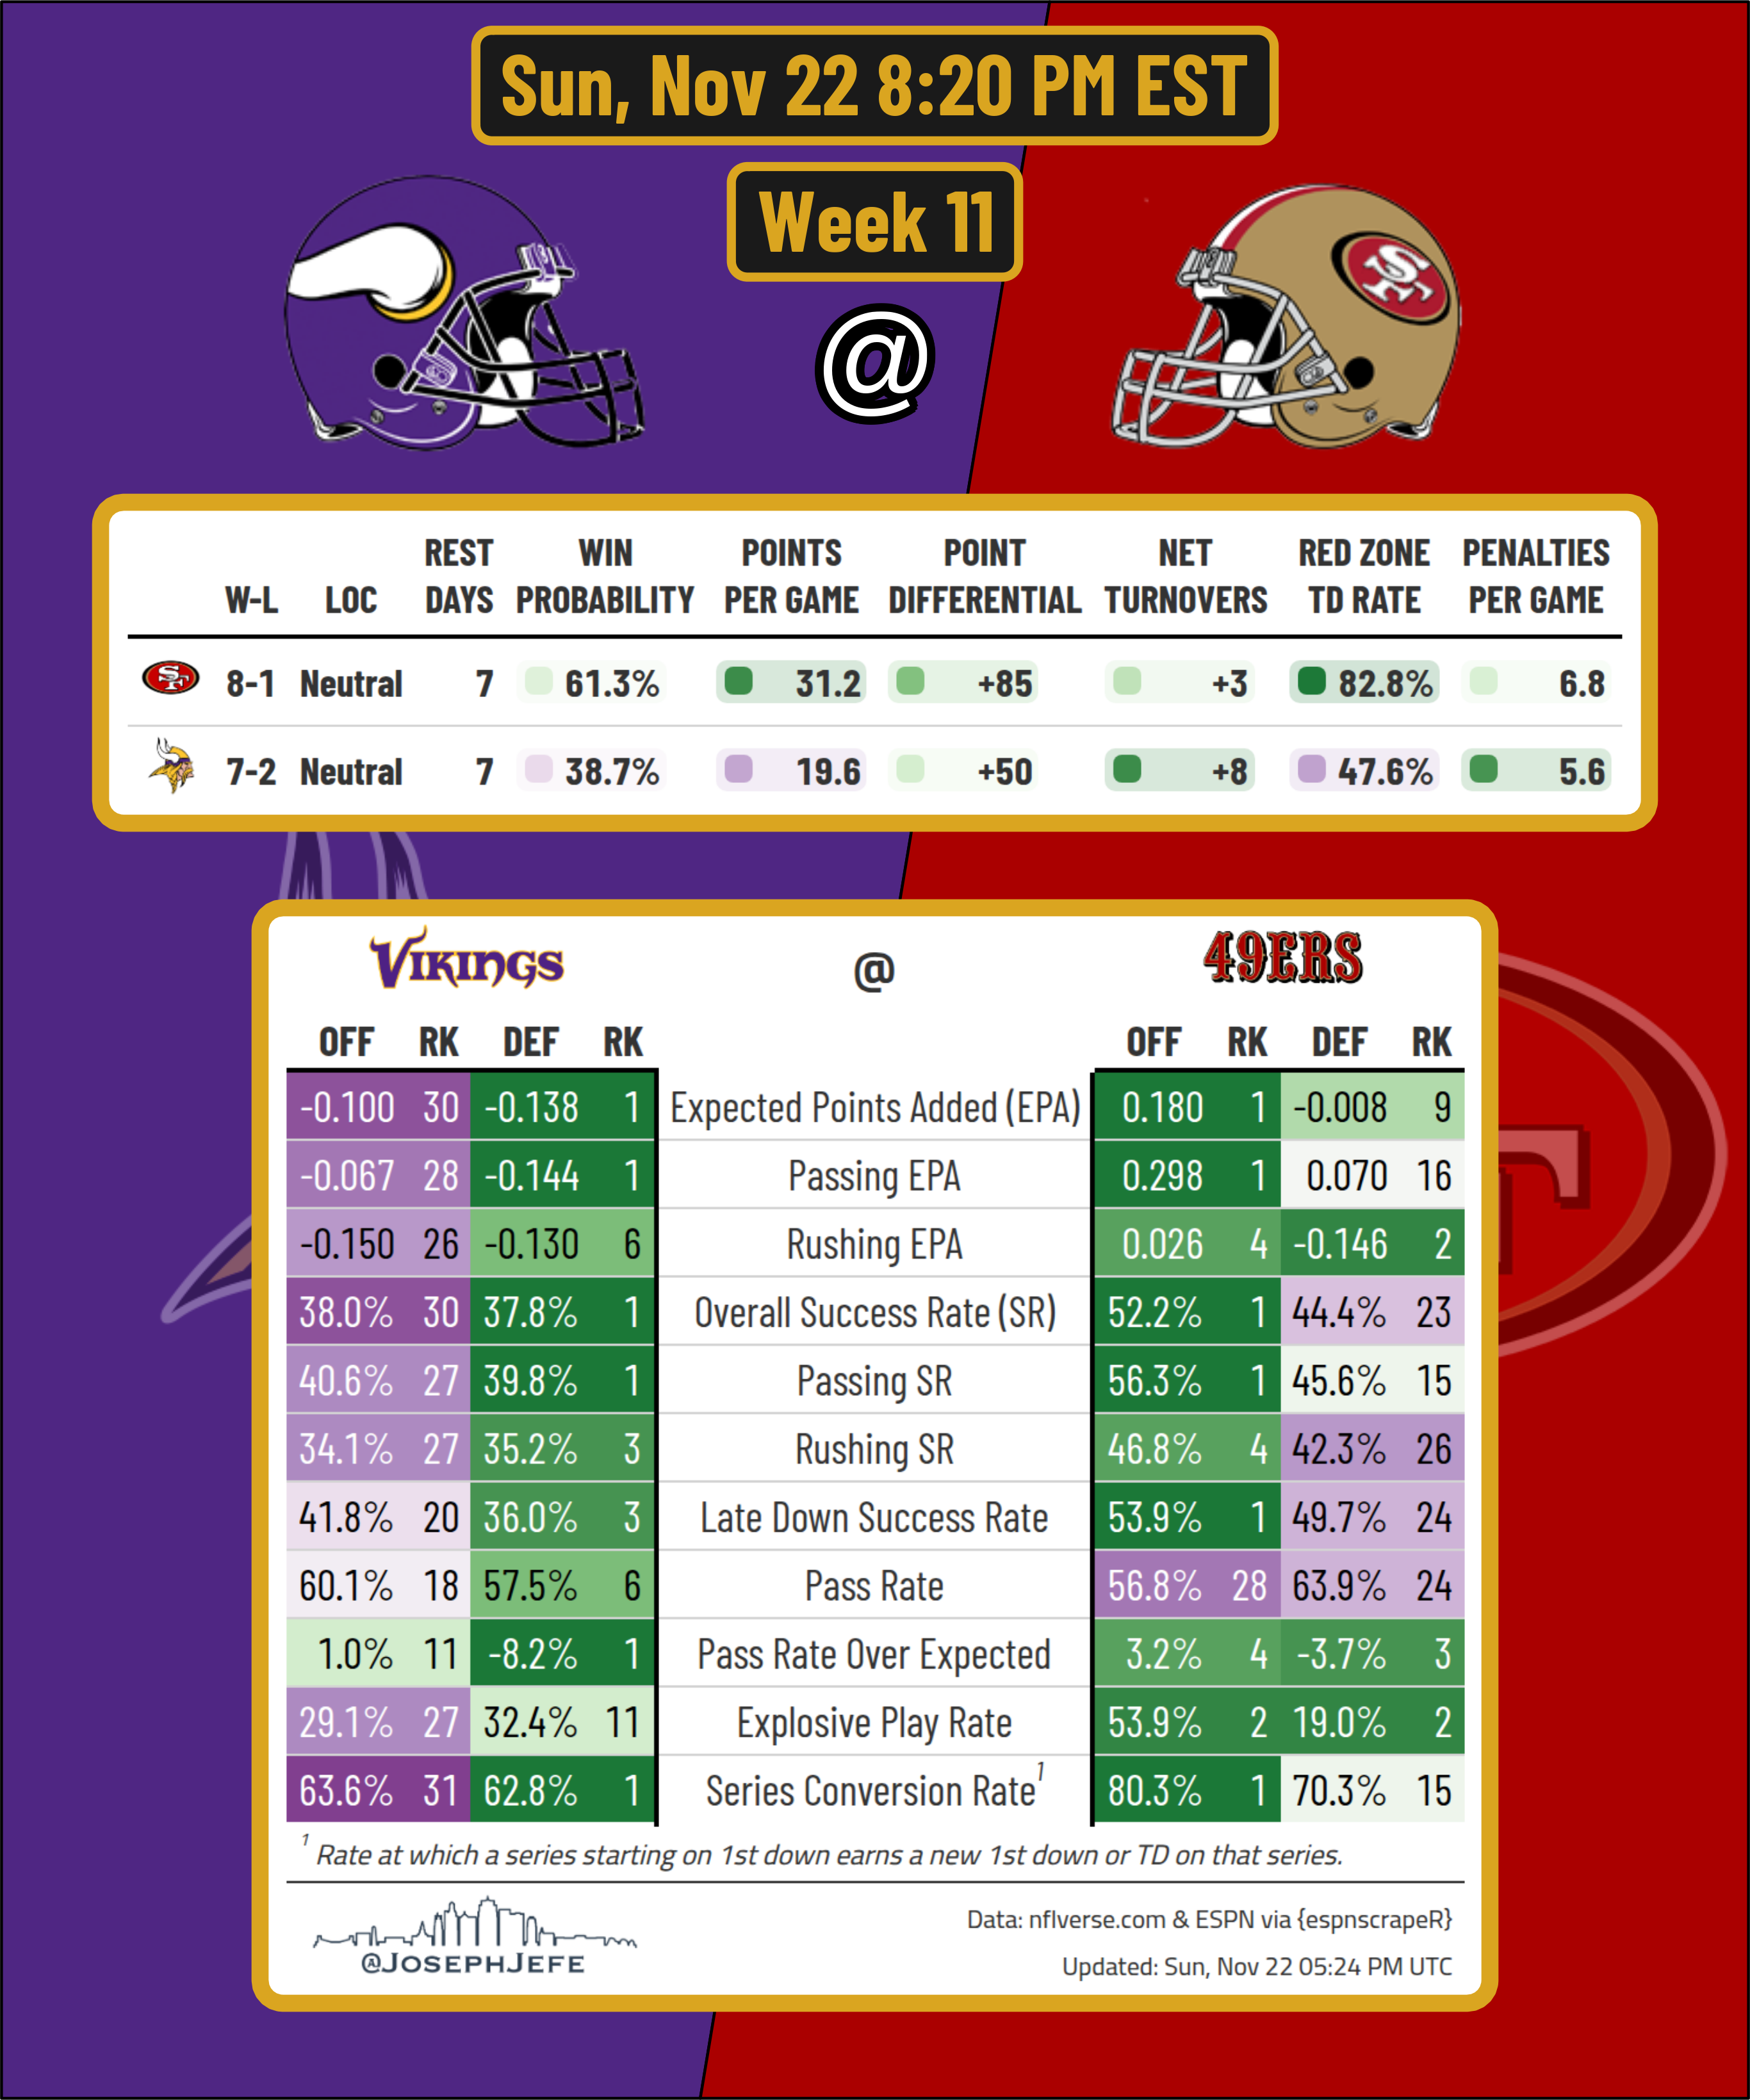 Sun, Nov 22 8:20 PM EST
Week 11
@
SF
REST WIN POINTS POINT NET RED ZONE PENALTIES
W-L LOC DAYS PROBABILITY PER GAME DIFFERENTIAL TURNOVERS TD RATE PER GAME
SF 8-1 Neutral 7 61.3% 31.2 +85 +3 82.8% 6.8
7-2 Neutral 7 38.7% 19.6 +50 +8 47.6% 5.6
VIKINGS @ 49ERS
OFF RK DEF RK OFF RK DEF RK
-0.100 30 -0.138 1 Expected Points Added (EPA) 0.180 1 -0.008 9
-0.067 28 -0.144 1 Passing EPA 0.298 1 0.070 16
-0.150 26 -0.130 6 Rushing EPA 0.026 4 -0.146 2
38.0% 30 37.8% 1 Overall Success Rate (SR) 52.2% 1 44.4% 23
40.6% 27 39.8% 1 Passing SR 56.3% 1 45.6% 15
34.1% 27 35.2% 3 Rushing SR 46.8% 4 42.3% 26
41.8% 20 36.0% 3 Late Down Success Rate 53.9% 1 49.7% 24
60.1% 18 57.5% 6 Pass Rate 56.8% 28 63.9% 24
1.0% 11 -8.2% 1 Pass Rate Over Expected 3.2% 4 -3.7% 3
29.1% 27 32.4% 11 Explosive Play Rate 53.9% 2 19.0% 2
63.6% 31 62.8% 1 Series Conversion Rate¹ 80.3% 1 70.3% 15
¹ Rate at which a series starting on 1st down earns a new 1st down or TD on that series.
@JOSEPHJEFE
Data: nflverse.com & ESPN via {espnscrapeR}
Updated: Sun, Nov 22 05:24 PM UTC